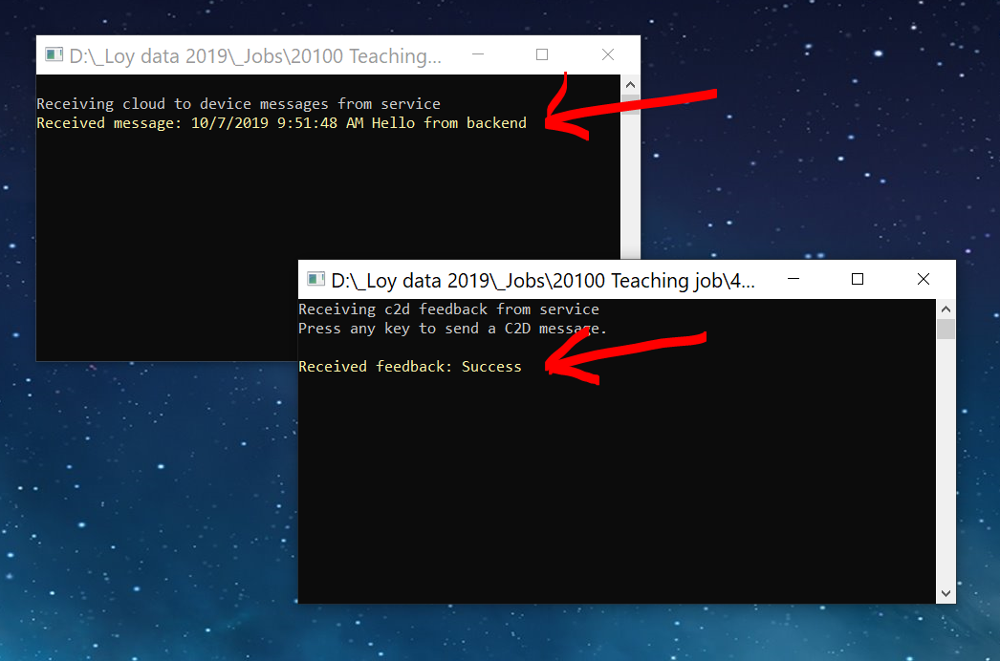 D:\_Loy data 2019\_Jobs\20100 Teaching...
Receiving cloud to device messages from service
Received message: 10/7/2019 9:51:48 AM Hello from backend
D:\_Loy data 2019\_Jobs\20100 Teaching job\4...
Receiving c2d feedback from service
Press any key to send a C2D message.
Received feedback: Success